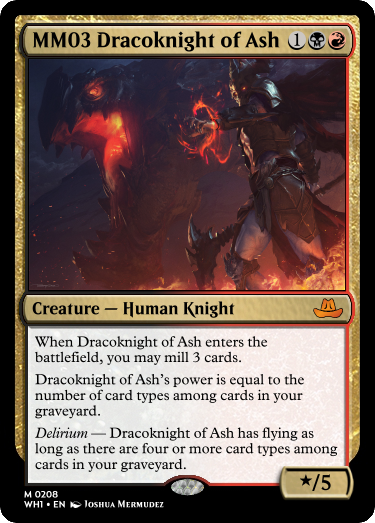 MM03 Dracoknight of Ash 1
Creature — Human Knight
When Dracoknight of Ash enters the
battlefield, you may mill 3 cards.
Dracoknight of Ash's power is equal to the
number of card types among cards in your
graveyard.
Delirium — Dracoknight of Ash has flying as
long as there are four or more card types among
cards in your graveyard.
★/5
M 0208
WH1 • EN Joshua Mermudez